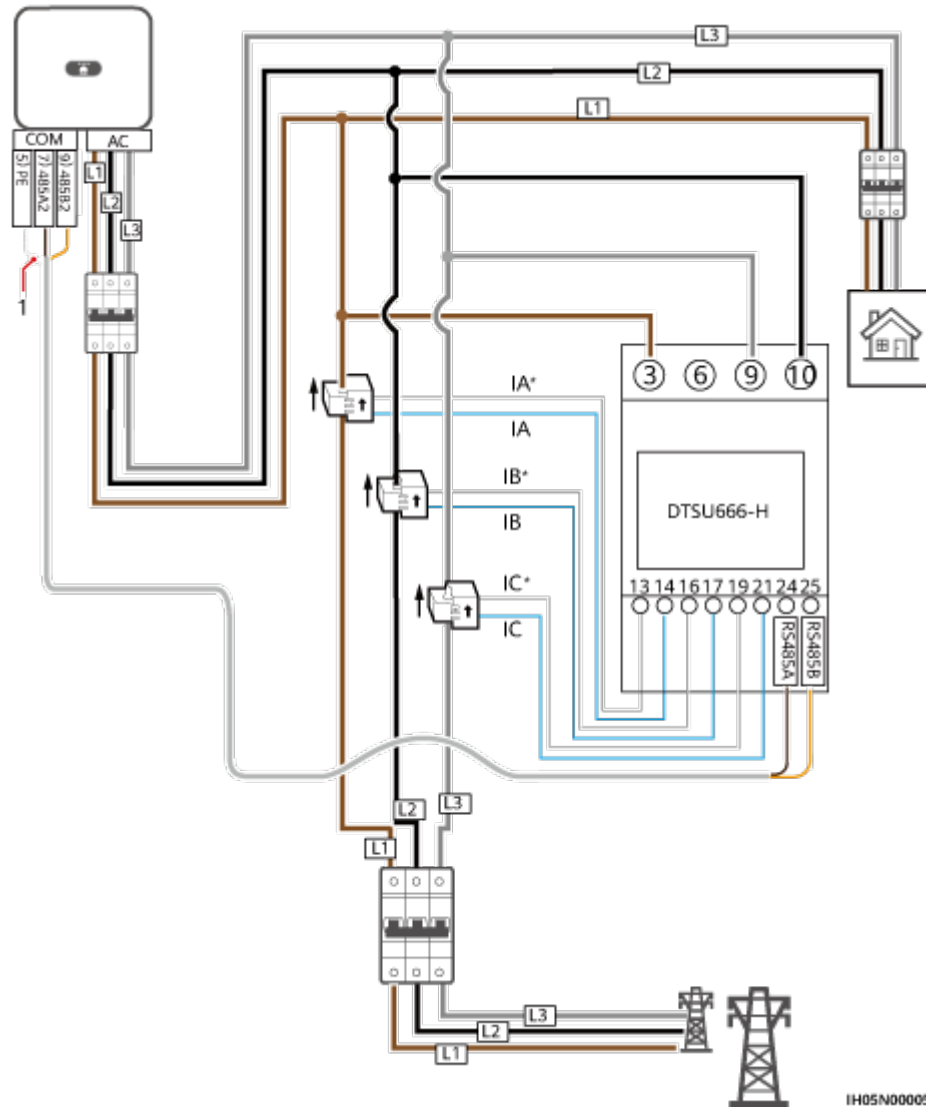 L3
L2
L1
COM
AC
5) PE
7) 485A2
9) 485B2
L1
L2
L3
1
3
6
9
10
IA*
IA
IB*
IB
IC*
IC
DTSU666-H
13 14 16 17 19 21 24 25
RS485A
RS485B
L2
L3
L1
L3
L2
L1
IH05N00005